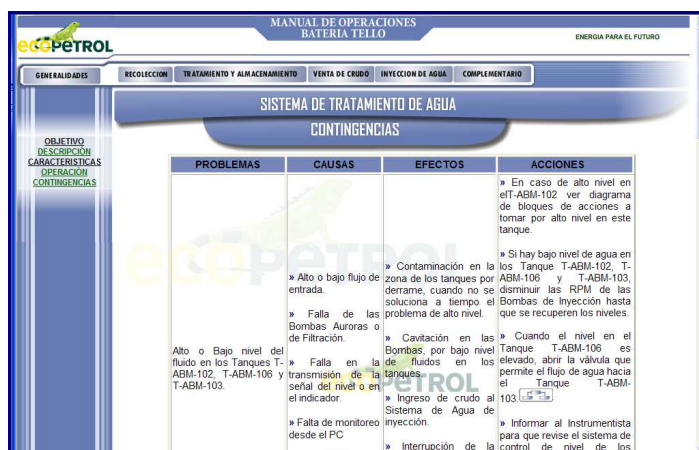 MANUAL DE OPERACIONES
BATERIA TELLO
ecoPETROL
ENERGIA PARA EL FUTURO
GENERALIDADES
RECOLECCION
TRATAMIENTO Y ALMACENAMIENTO
VENTA DE CRUDO
INYECCION DE AGUA
COMPLEMENTARIO
SISTEMA DE TRATAMIENTO DE AGUA
CONTINGENCIAS
OBJETIVO
DESCRIPCIÓN
CARACTERISTICAS
OPERACIÓN
CONTINGENCIAS
PROBLEMAS
CAUSAS
EFECTOS
ACCIONES
Alto o Bajo nivel del
fluido en los Tanques T-
ABM-102, T-ABM-106 y
T-ABM-103.
» Alto o bajo flujo de
entrada.
» Falla de las
Bombas Auroras o
de Filtración.
» Falla en la
transmisión de la
señal del nivel o en
el indicador.
» Falta de monitoreo
desde el PC
» Contaminación en la
zona de los tanques por
derrame, cuando no se
soluciona a tiempo el
problema de alto nivel.
» Cavitación en las
Bombas, por bajo nivel
de fluidos en los
tanques.
» Ingreso de crudo al
Sistema de Agua de
inyección.
» Interrupción de la
» En caso de alto nivel en
elT-ABM-102 ver diagrama
de bloques de acciones a
tomar por alto nivel en este
tanque.
» Si hay bajo nivel de agua en
los Tanque T-ABM-102, T-
ABM-106 y T-ABM-103,
disminuir las RPM de las
Bombas de Inyección hasta
que se recuperen los niveles.
» Cuando el nivel en el
Tanque T-ABM-106 es
elevado, abrir la válvula que
permite el flujo de agua hacia
el Tanque T-ABM-
103.
» Informar al Instrumentista
para que revise el sistema de
control de nivel de los
ecoPETROL
PETROL